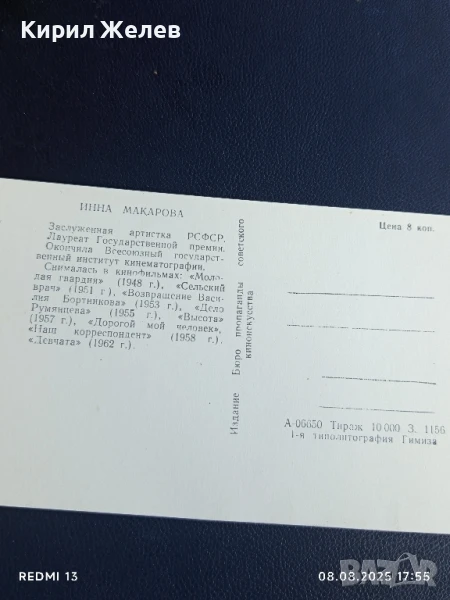 Кирил Желев
ИННА МАКАРОВА
Заслуженная артистка РСФСР.
Лауреат Государственной премии.
Окончила Всесоюзный государст-
венный институт кинематографии.
Снималась в кинофильмах: «Моло-
дая гвардия» (1948 г.), «Сельский
врач» (1951 г.), «Возвращение Васи-
лия Бортникова» (1953 г.), «Дело
Румянцева» (1955 г.), «Высота»
(1957 г.), «Дорогой мой человек»,
«Наш корреспондент» (1958 г.).
«Девчата» (1962 г.).
Издание Бюро пропаганды советского
киноискусства
Цена 8 коп.
А-06650 Тираж 10.000 З. 1156
1-я типолитография Гимиза
REDMI 13
08.08.2025 17:55
BAZAR